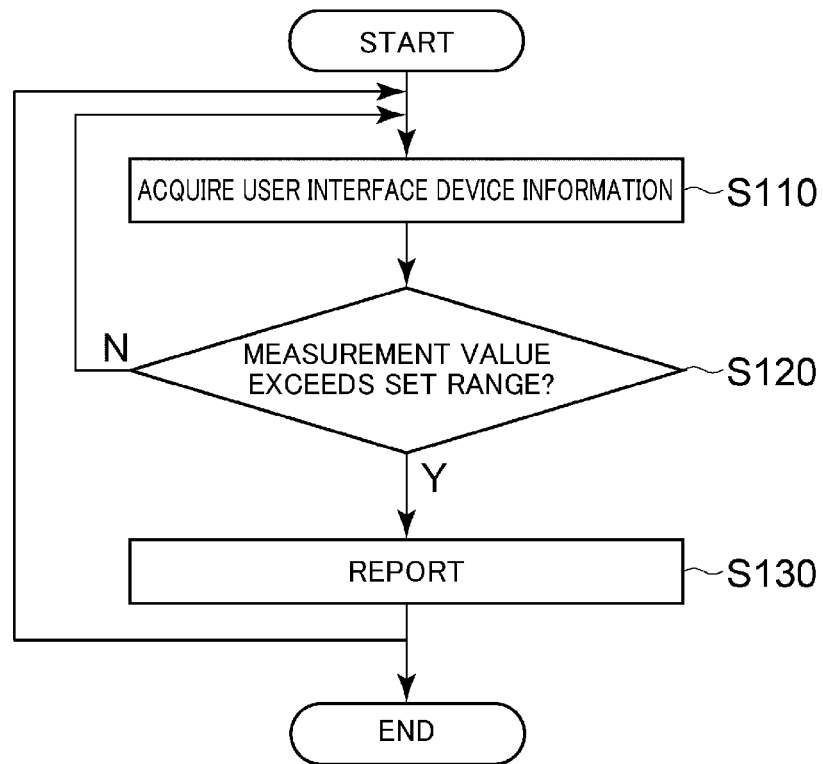 START
ACQUIRE USER INTERFACE DEVICE INFORMATION
S110
N
MEASUREMENT VALUE
EXCEEDS SET RANGE?
S120
Y
REPORT
S130
END